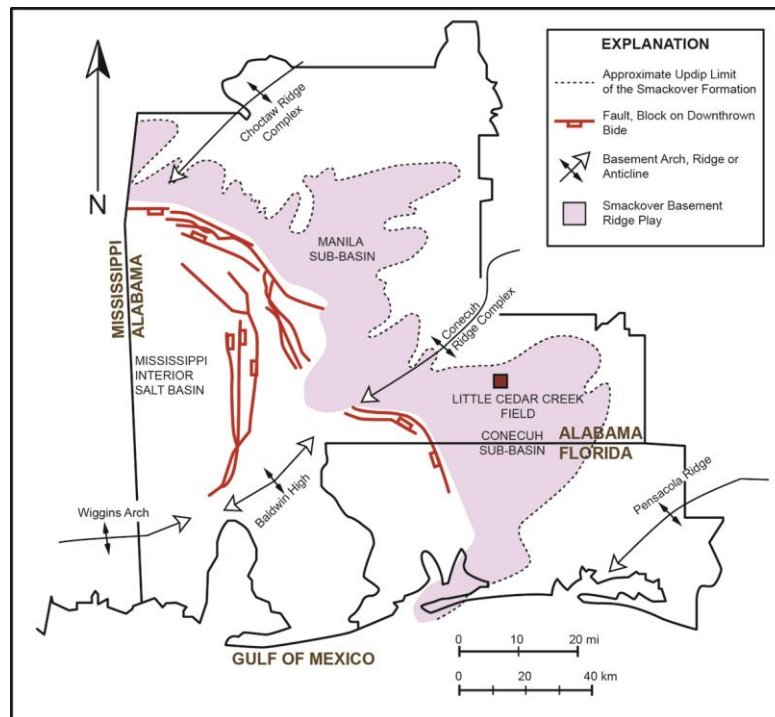 EXPLANATION
Approximate Updip Limit
of the Smackover Formation
Fault, Block on Downthrown
Bide
Basement Arch, Ridge or
Anticline
Smackover Basement
Ridge Play
Choctaw Ridge
Complex
N
MANILA
SUB-BASIN
MISSISSIPPI
ALABAMA
Conecuh
Ridge Complex
MISSISSIPPI
INTERIOR
SALT BASIN
LITTLE CEDAR CREEK
FIELD
CONECUH
SUB-BASIN
ALABAMA
FLORIDA
Wiggins Arch
Baldwin High
Pensacola Ridge
GULF OF MEXICO
0 10 20 mi
0 20 40 km